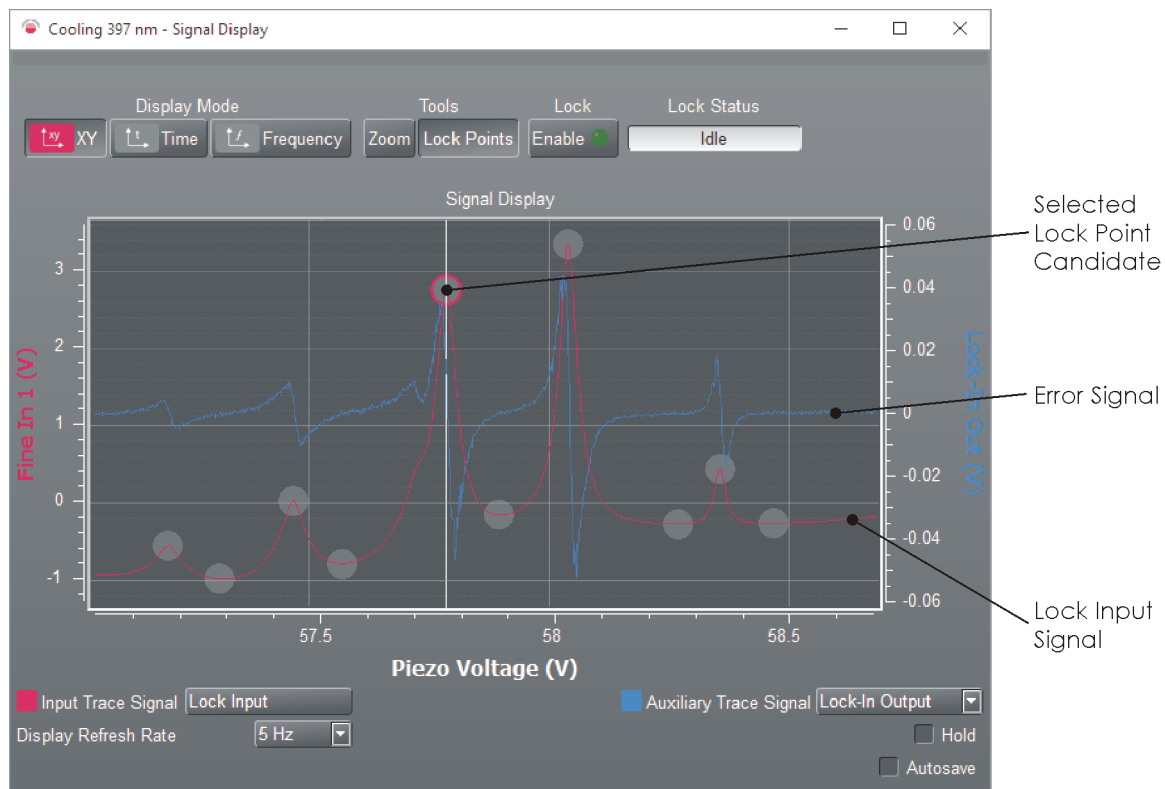 Cooling 397 nm - Signal Display
Display Mode
Tools
Lock
Lock Status
xy XY
t Time
f Frequency
Zoom
Lock Points
Enable
Idle
Signal Display
Selected
Lock Point
Candidate
Error Signal
Lock Input
Signal
Fine In 1 (V)
3
2
1
0
-1
0.06
0.04
0.02
0
-0.02
-0.04
-0.06
Lock-In Out (V)
57.5
58
58.5
Piezo Voltage (V)
Input Trace Signal
Lock Input
Auxiliary Trace Signal
Lock-In Output
Display Refresh Rate
5 Hz
Hold
Autosave